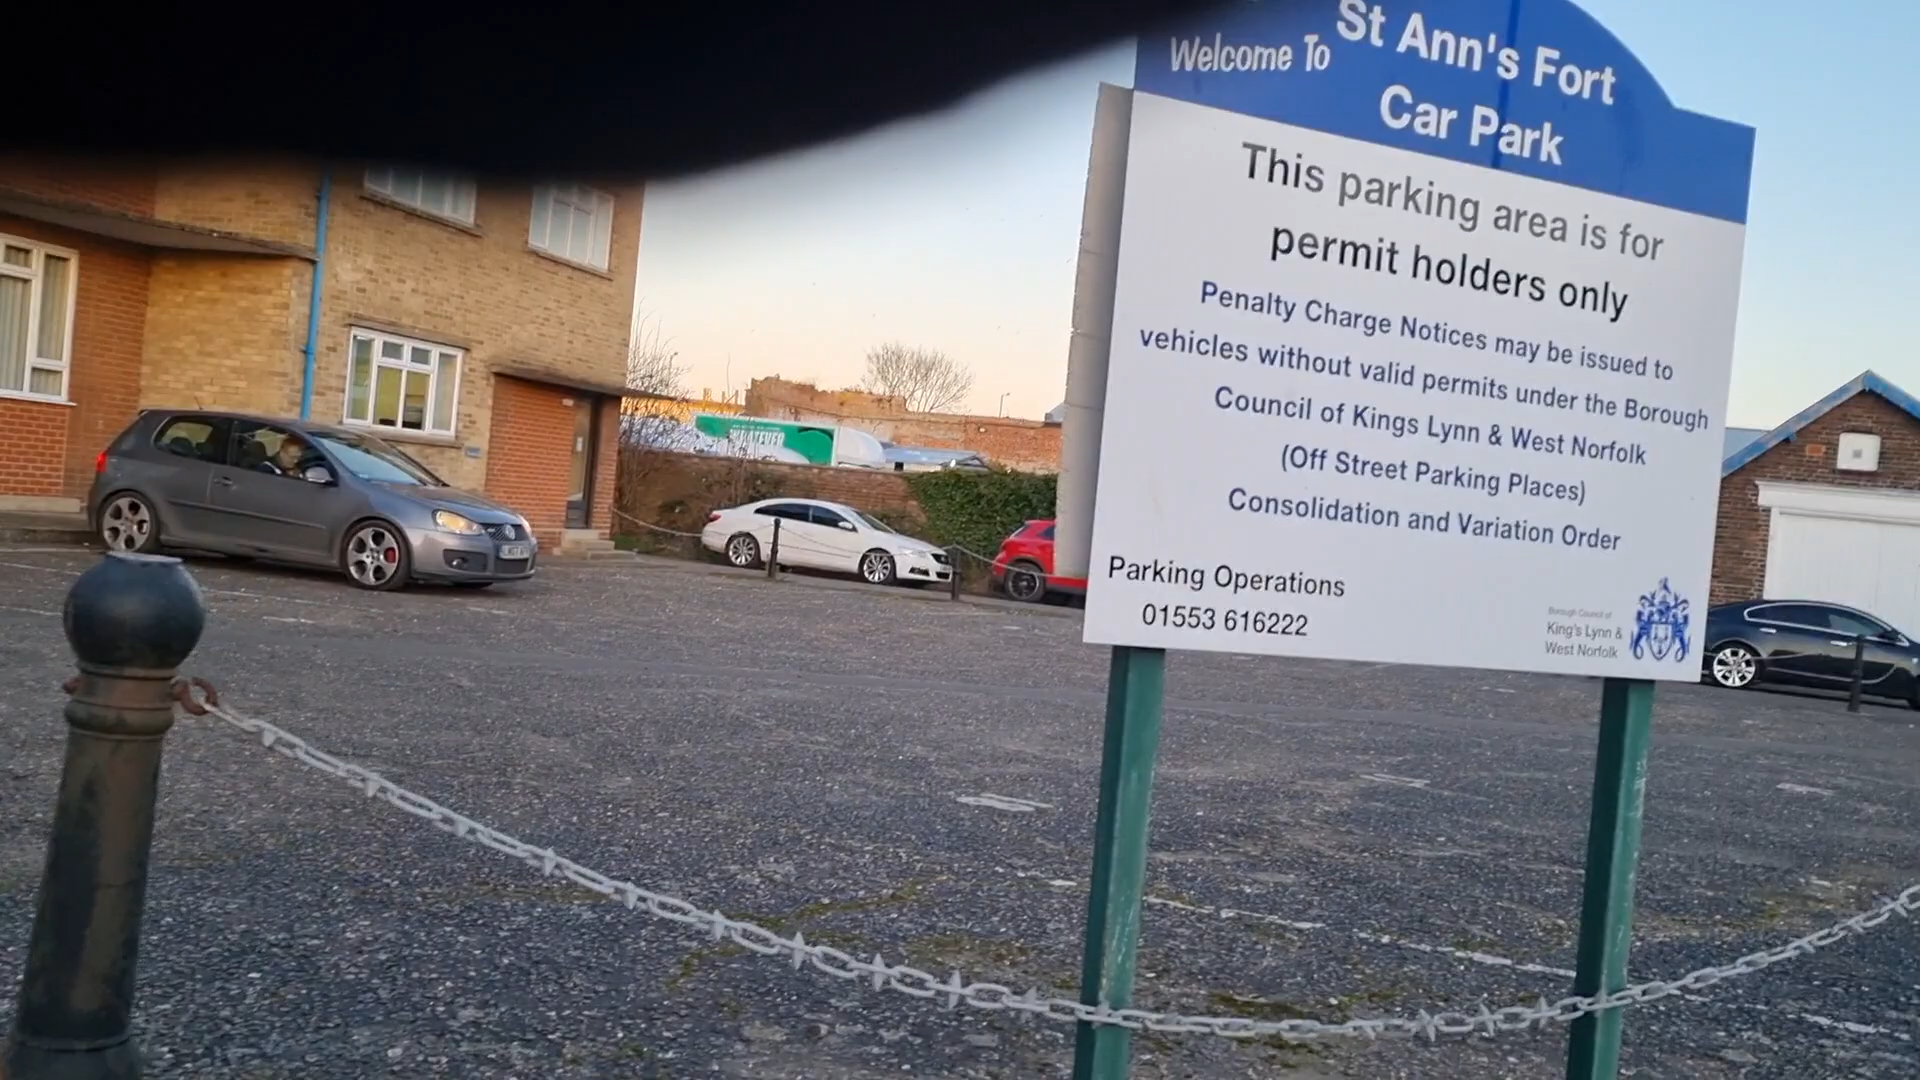 Welcome To St Ann's Fort
Car Park
This parking area is for
permit holders only
Penalty Charge Notices may be issued to
vehicles without valid permits under the Borough
Council of Kings Lynn & West Norfolk
(Off Street Parking Places)
Consolidation and Variation Order
Parking Operations
01553 616222
Borough Council of
King's Lynn &
West Norfolk
WHATEVER